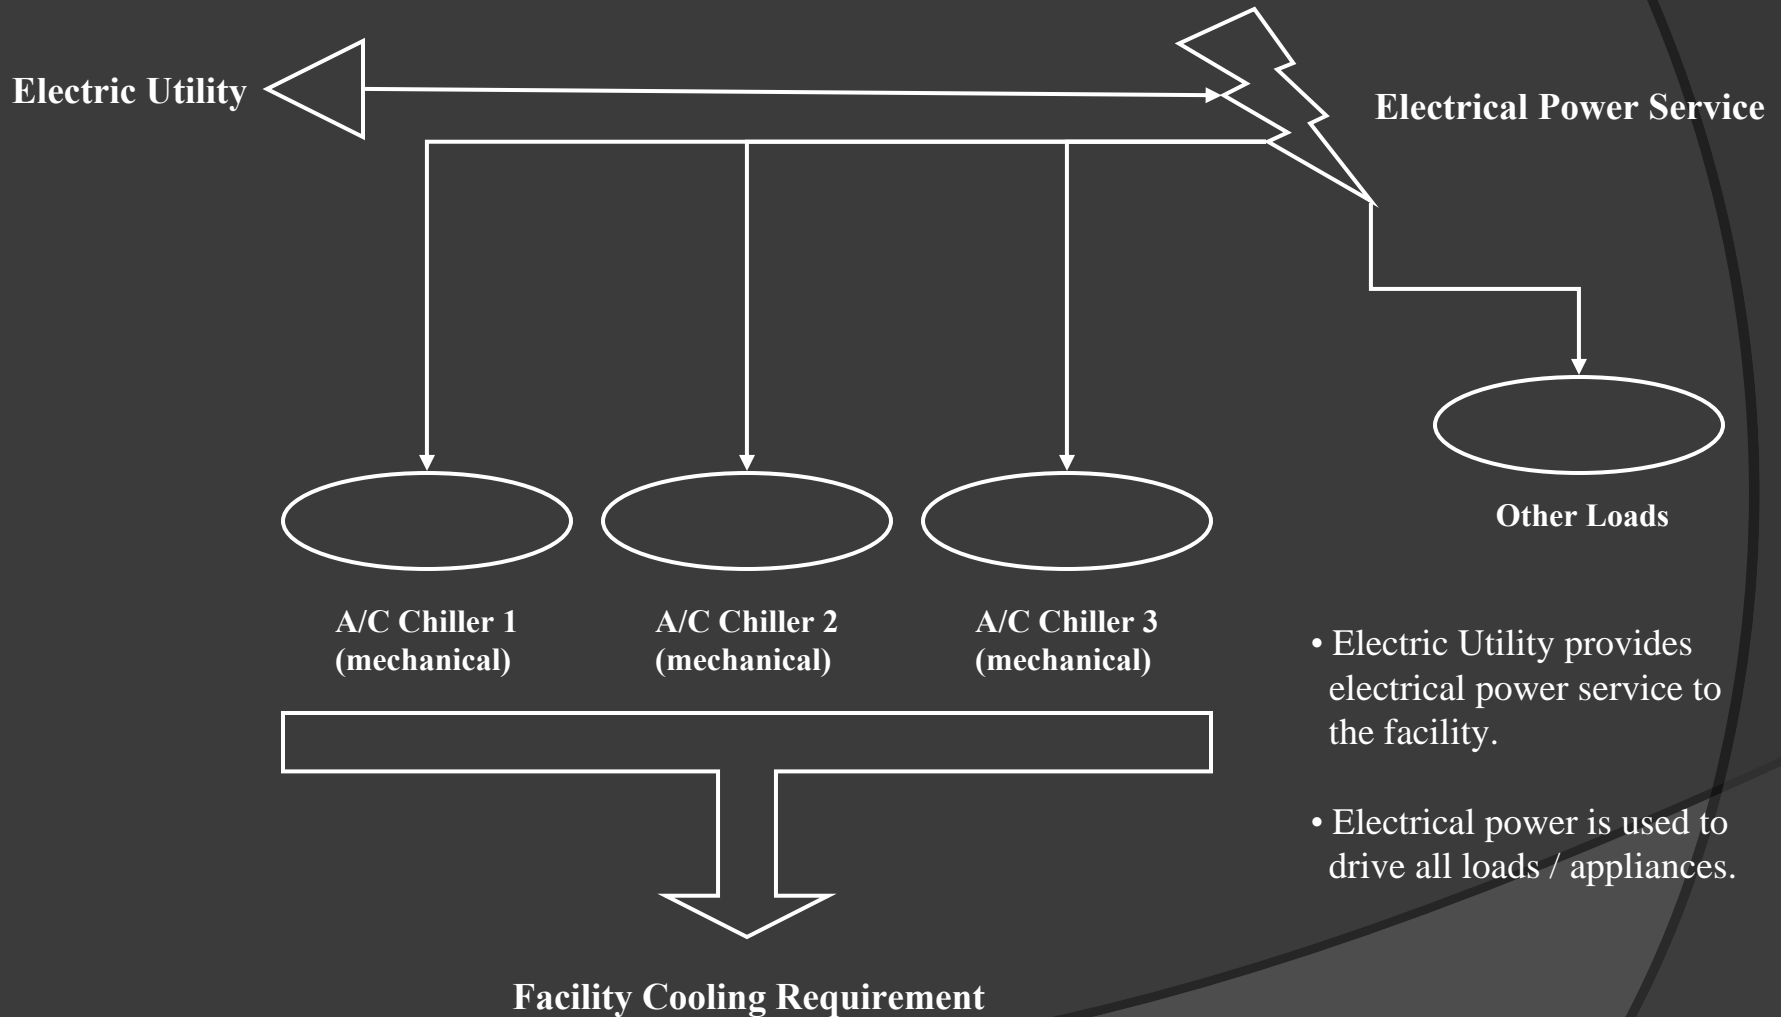 Electric Utility
Electrical Power Service
Other Loads
A/C Chiller 1
(mechanical)
A/C Chiller 2
(mechanical)
A/C Chiller 3
(mechanical)
• Electric Utility provides
electrical power service to
the facility.
• Electrical power is used to
drive all loads / appliances.
Facility Cooling Requirement